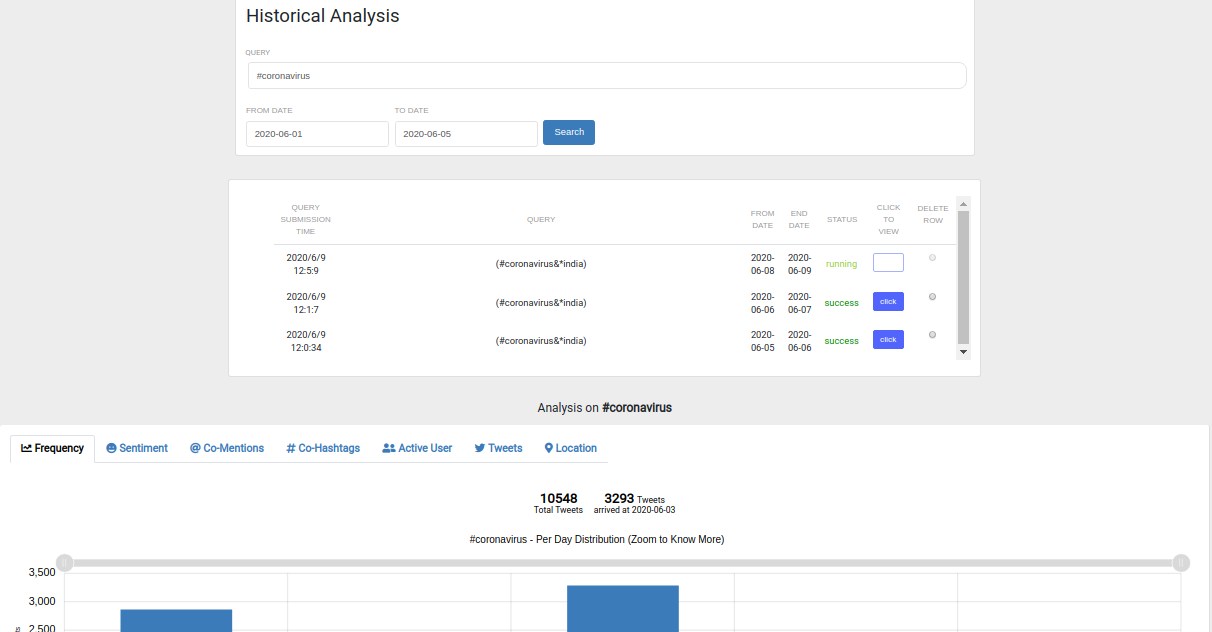 Historical Analysis
QUERY
#coronavirus
FROM DATE TO DATE
2020-06-01 2020-06-05 Search
QUERY SUBMISSION TIME QUERY FROM DATE END DATE STATUS CLICK TO VIEW DELETE ROW
2020/6/9 12:5:9 (#coronavirus&*india) 2020-06-08 2020-06-09 running
2020/6/9 12:1:7 (#coronavirus&*india) 2020-06-06 2020-06-07 success click
2020/6/9 12:0:34 (#coronavirus&*india) 2020-06-05 2020-06-06 success click
Analysis on #coronavirus
Frequency Sentiment @ Co-Mentions # Co-Hashtags Active User Tweets Location
10548 3293 Tweets
Total Tweets arrived at 2020-06-03
#coronavirus - Per Day Distribution (Zoom to Know More)
3,500
3,000
2,500